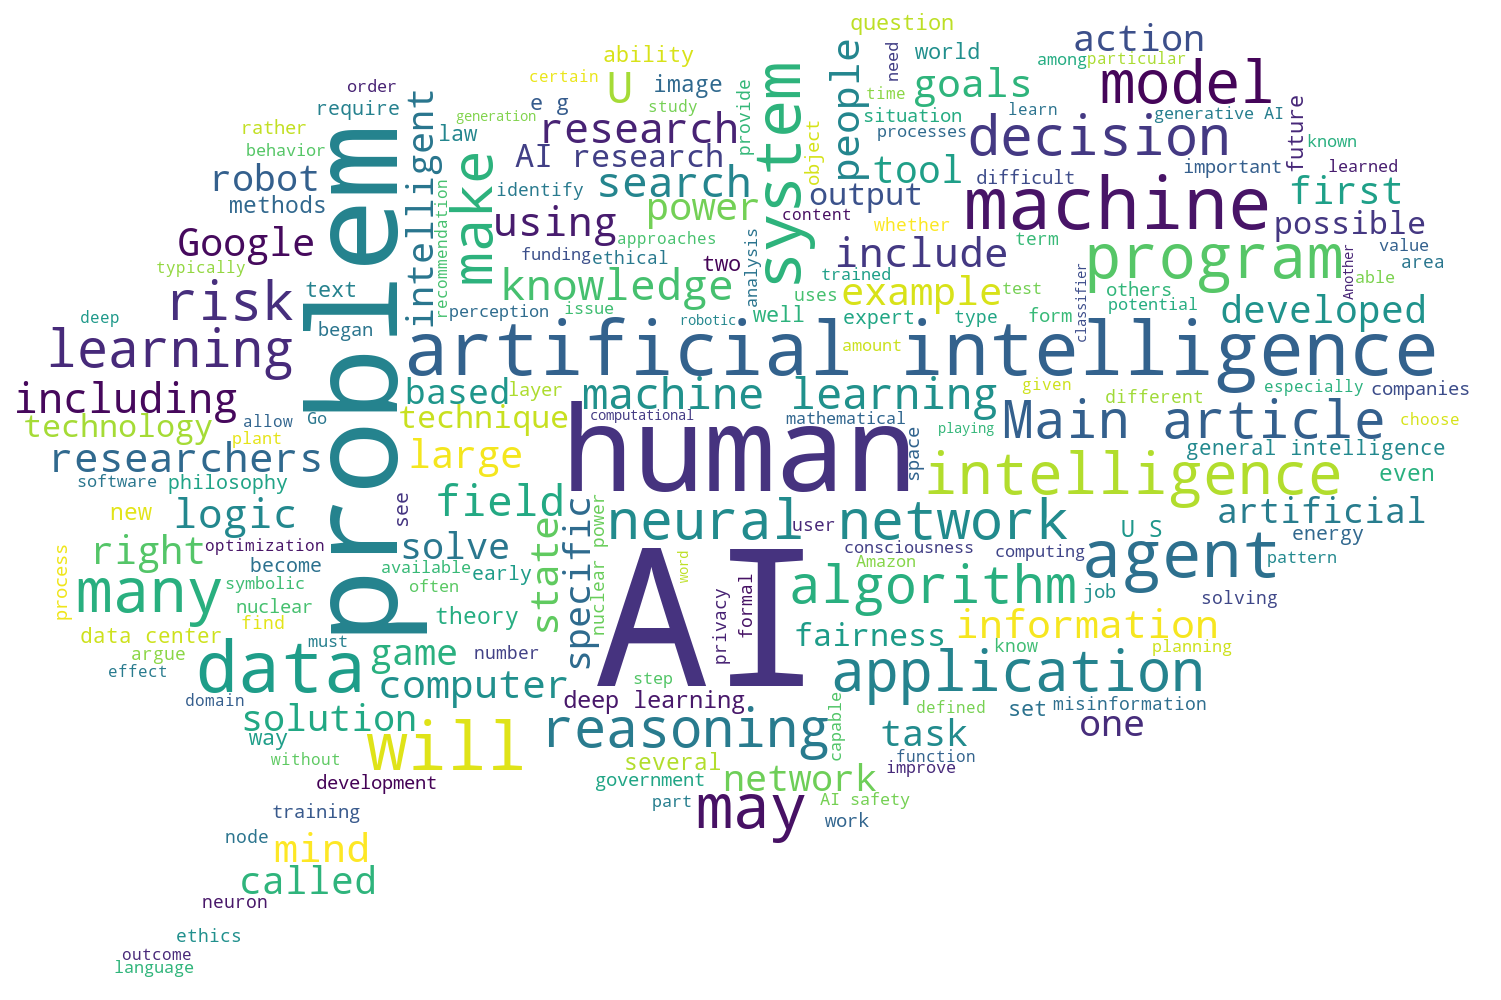 question
action
people
need
world
among
particular
ability
system
goals
model
certain
U
image
order
intelligent
e g
study
time
learn
generative AI
require
generation
provide
situation
future
problem
law
research
object
processes
decision
known
rather
behavior
make
AI research
search
tool
difficult
important
learned
robot
identify
output
machine
first
methods
using
power
content
whether
possible
Google
recommendation
approaches
include
term
program
value
typically
funding
ethical
two
analysis
trained
test
Another
able
area
risk
text
knowledge
uses
example
others
potential
deep
began
perception
issue
robotic
well
expert
type
form
classifier
developed
learning
artificial intelligence
amount
including
based
layer
machine learning
given
different
especially
companies
technology
allow
Go
technique
computational
human
mathematical
playing
Main article
choose
plant
researchers
large
space
general intelligence
software
philosophy
see
field
intelligence
even
new
logic
state
specific
neural network
user
U S
artificial
right
optimization
solve
nuclear power
consciousness
computing
agent
energy
process
become
available
early
word
AI
Amazon
pattern
many
symbolic
often
privacy
formal
algorithm
job
solving
nuclear
theory
find
data center
must
fairness
information
argue
game
number
know
planning
effect
data
computer
step
application
domain
deep learning
capable
defined
set
misinformation
solution
reasoning
one
way
will
task
without
several
function
development
government
network
improve
training
part
may
AI safety
node
work
mind
called
neuron
ethics
outcome
language